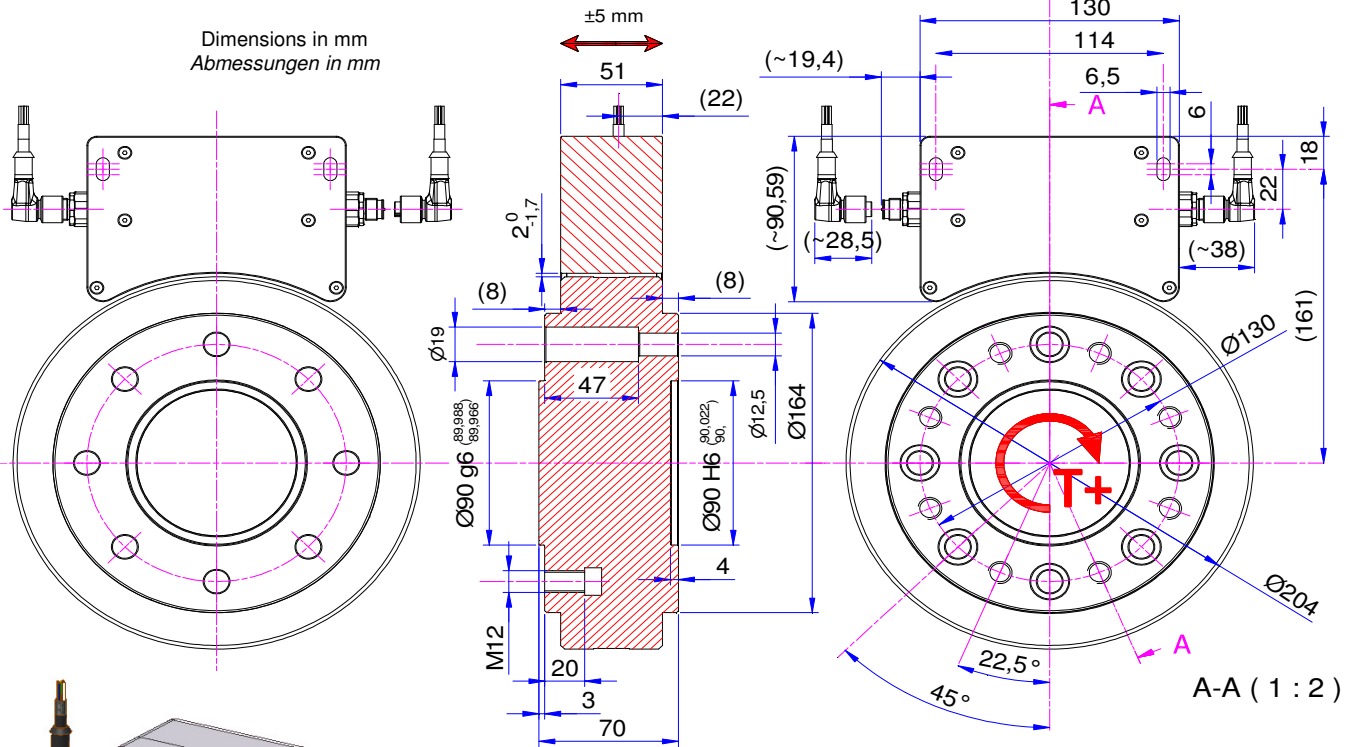 Dimensions in mm
Abmessungen in mm
±5 mm
51
(22)
2 0 -1,7
(8)
(8)
Ø19
47
Ø12,5
Ø164
Ø90 g6 89,988 89,966
Ø90 H6 90,022 90,
4
M12
20
3
70
130
114
(~19,4)
6,5
6
A
18
22
(~90,59)
(~28,5)
(~38)
(161)
Ø130
T+
Ø204
A
22,5°
45°
A-A ( 1 : 2 )